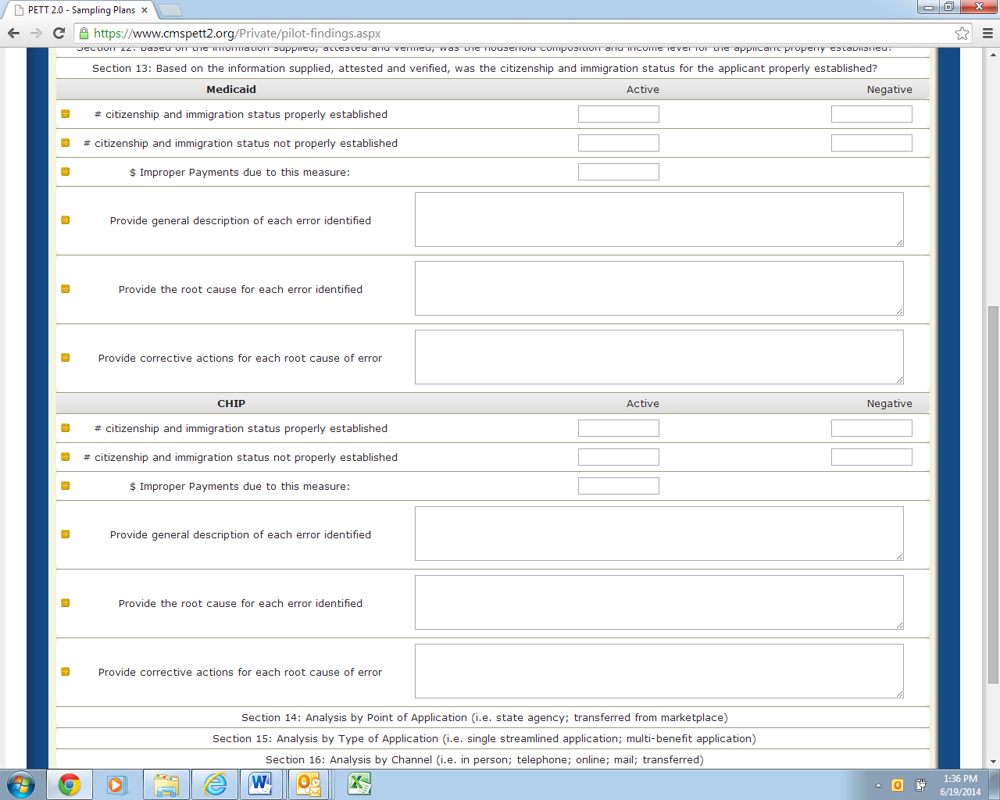 PETT 2.0 - Sampling Plans
https://www.cmspett2.org/Private/pilot-findings.aspx
Section 12: Based on the information supplied, attested and verified, was the household composition and income level for the applicant properly established?
Section 13: Based on the information supplied, attested and verified, was the citizenship and immigration status for the applicant properly established?
Medicaid Active Negative
# citizenship and immigration status properly established
# citizenship and immigration status not properly established
$ Improper Payments due to this measure:
Provide general description of each error identified
Provide the root cause for each error identified
Provide corrective actions for each root cause of error
CHIP Active Negative
# citizenship and immigration status properly established
# citizenship and immigration status not properly established
$ Improper Payments due to this measure:
Provide general description of each error identified
Provide the root cause for each error identified
Provide corrective actions for each root cause of error
Section 14: Analysis by Point of Application (i.e. state agency; transferred from marketplace)
Section 15: Analysis by Type of Application (i.e. single streamlined application; multi-benefit application)
Section 16: Analysis by Channel (i.e. in person; telephone; online; mail; transferred)
1:36 PM
6/19/2014